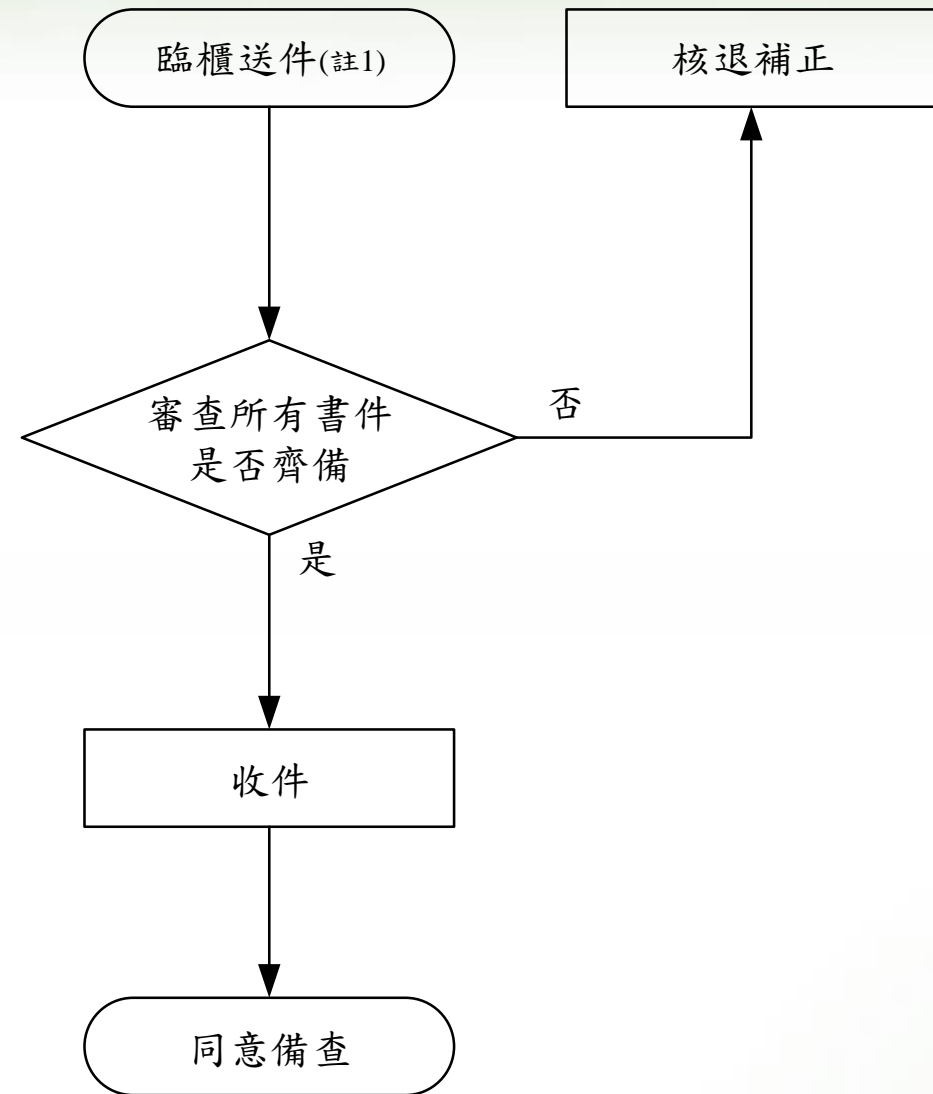 臨櫃送件(註1)
核退補正
審查所有書件
是否齊備
否
是
收件
同意備查